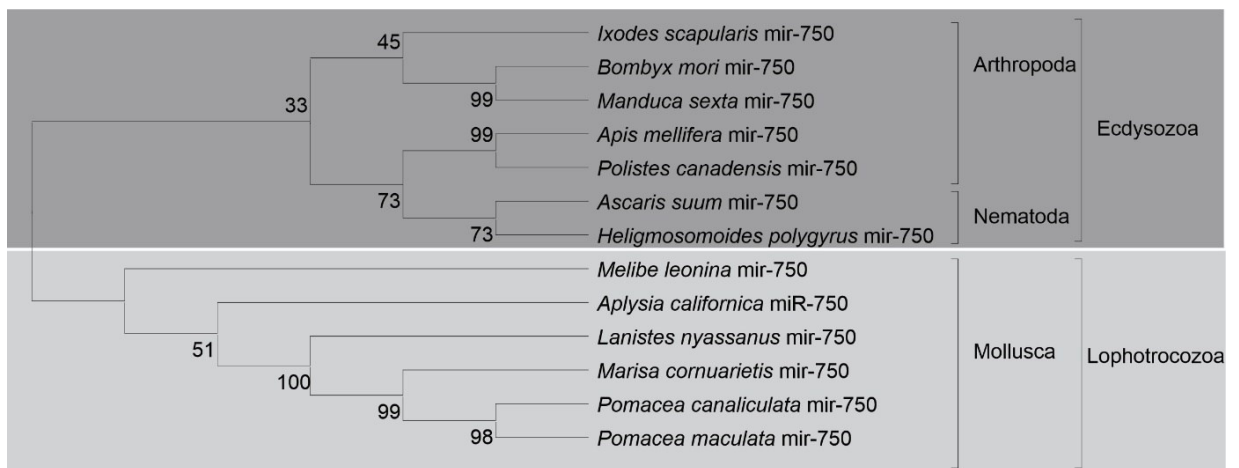 45
Ixodes scapularis mir-750
Bombyx mori mir-750
99
Manduca sexta mir-750
Arthropoda
33
99
Apis mellifera mir-750
Polistes canadensis mir-750
73
Ascaris suum mir-750
Nematoda
73
Heligmosomoides polygyrus mir-750
Ecdysozoa
Melibe leonina mir-750
Aplysia californica miR-750
51
Lanistes nyassanus mir-750
100
Marisa cornuarietis mir-750
99
Pomacea canaliculata mir-750
98
Pomacea maculata mir-750
Mollusca
Lophotrocozoa